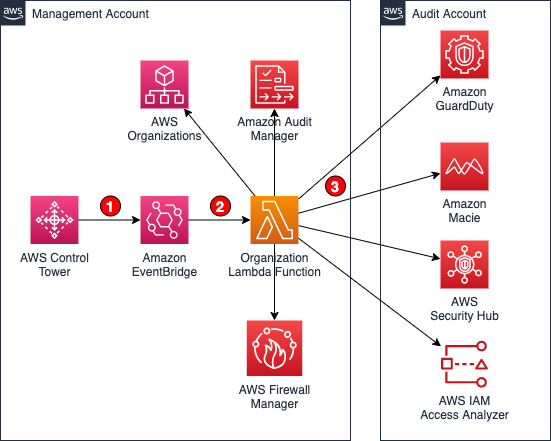 aws
Management Account
aws
Audit Account
AWS
Organizations
Amazon Audit
Manager
Amazon
GuardDuty
1
2
3
AWS Control
Tower
Amazon
EventBridge
Organization
Lambda Function
Amazon
Macie
AWS
Security Hub
AWS Firewall
Manager
AWS IAM
Access Analyzer